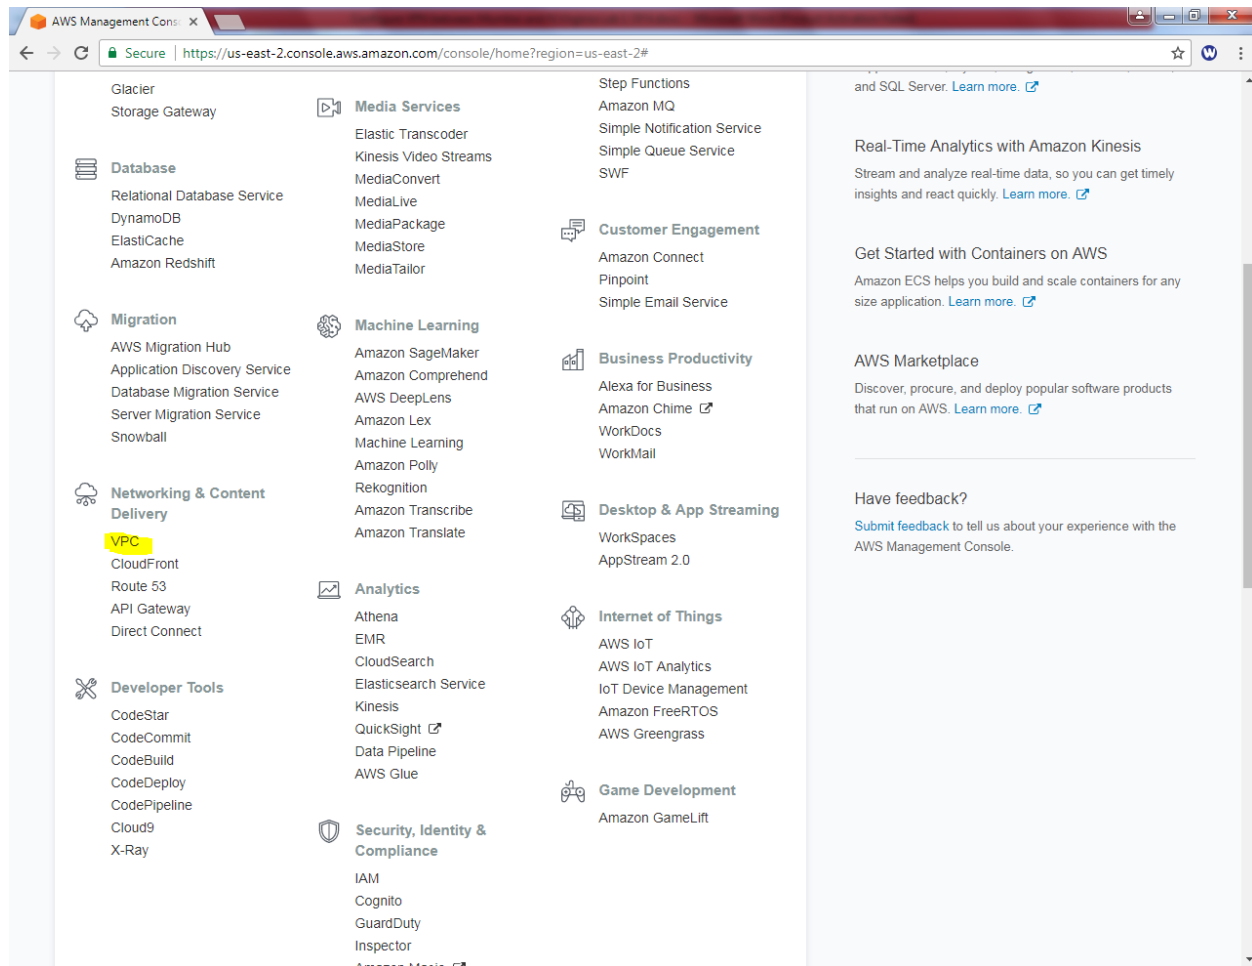 AWS Management Conso
Secure
https://us-east-2.console.aws.amazon.com/console/home?region=us-east-2#
Glacier
Storage Gateway
Database
Relational Database Service
DynamoDB
ElastiCache
Amazon Redshift
Migration
AWS Migration Hub
Application Discovery Service
Database Migration Service
Server Migration Service
Snowball
Networking & Content
Delivery
VPC
CloudFront
Route 53
API Gateway
Direct Connect
Developer Tools
CodeStar
CodeCommit
CodeBuild
CodeDeploy
CodePipeline
Cloud9
X-Ray
Media Services
Elastic Transcoder
Kinesis Video Streams
MediaConvert
MediaLive
MediaPackage
MediaStore
MediaTailor
Machine Learning
Amazon SageMaker
Amazon Comprehend
AWS DeepLens
Amazon Lex
Machine Learning
Amazon Polly
Rekognition
Amazon Transcribe
Amazon Translate
Analytics
Athena
EMR
CloudSearch
Elasticsearch Service
Kinesis
QuickSight
Data Pipeline
AWS Glue
Security, Identity &
Compliance
IAM
Cognito
GuardDuty
Inspector
Amazon Macie
Step Functions
Amazon MQ
Simple Notification Service
Simple Queue Service
SWF
Customer Engagement
Amazon Connect
Pinpoint
Simple Email Service
Business Productivity
Alexa for Business
Amazon Chime
WorkDocs
WorkMail
Desktop & App Streaming
WorkSpaces
AppStream 2.0
Internet of Things
AWS IoT
AWS IoT Analytics
IoT Device Management
Amazon FreeRTOS
AWS Greengrass
Game Development
Amazon GameLift
and SQL Server. Learn more.
Real-Time Analytics with Amazon Kinesis
Stream and analyze real-time data, so you can get timely
insights and react quickly. Learn more.
Get Started with Containers on AWS
Amazon ECS helps you build and scale containers for any
size application. Learn more.
AWS Marketplace
Discover, procure, and deploy popular software products
that run on AWS. Learn more.
Have feedback?
Submit feedback to tell us about your experience with the
AWS Management Console.